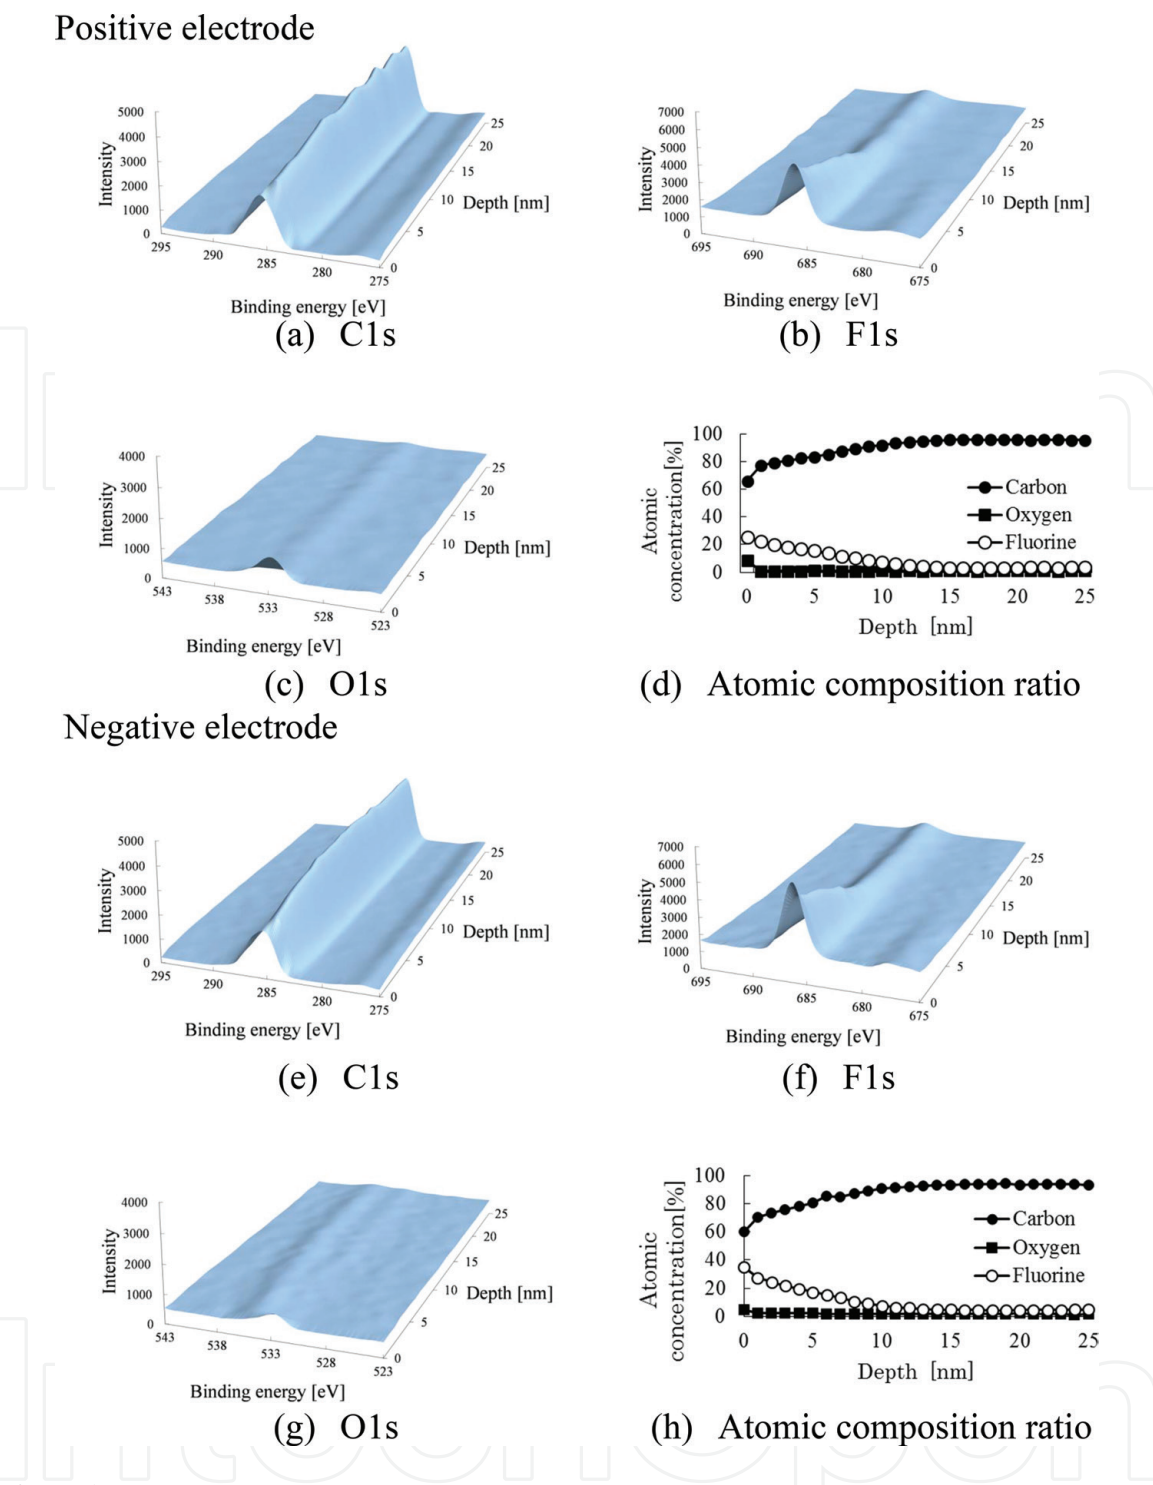 Positive electrode
5000
4000
3000
2000
1000
0
Intensity
295
290
285
280
275
0
5
10
15
20
25
Depth [nm]
Binding energy [eV]
(a) C1s
7000
6000
5000
4000
3000
2000
1000
0
Intensity
695
690
685
680
675
0
5
10
15
20
25
Depth [nm]
Binding energy [eV]
(b) F1s
4000
3000
2000
1000
0
Intensity
543
538
533
528
523
0
5
10
15
20
25
Depth [nm]
Binding energy [eV]
(c) O1s
100
80
60
40
20
0
Atomic
concentration[%]
Carbon
Oxygen
Fluorine
0 5 10 15 20 25
Depth [nm]
(d) Atomic composition ratio
Negative electrode
5000
4000
3000
2000
1000
0
Intensity
295
290
285
280
275
0
5
10
15
20
25
Depth [nm]
Binding energy [eV]
(e) C1s
7000
6000
5000
4000
3000
2000
1000
0
Intensity
695
690
685
680
675
0
5
10
15
20
25
Depth [nm]
Binding energy [eV]
(f) F1s
4000
3000
2000
1000
0
Intensity
543
538
533
528
523
0
5
10
15
20
25
Depth [nm]
Binding energy [eV]
(g) O1s
100
80
60
40
20
0
Atomic
concentration[%]
Carbon
Oxygen
Fluorine
0 5 10 15 20 25
Depth [nm]
(h) Atomic composition ratio